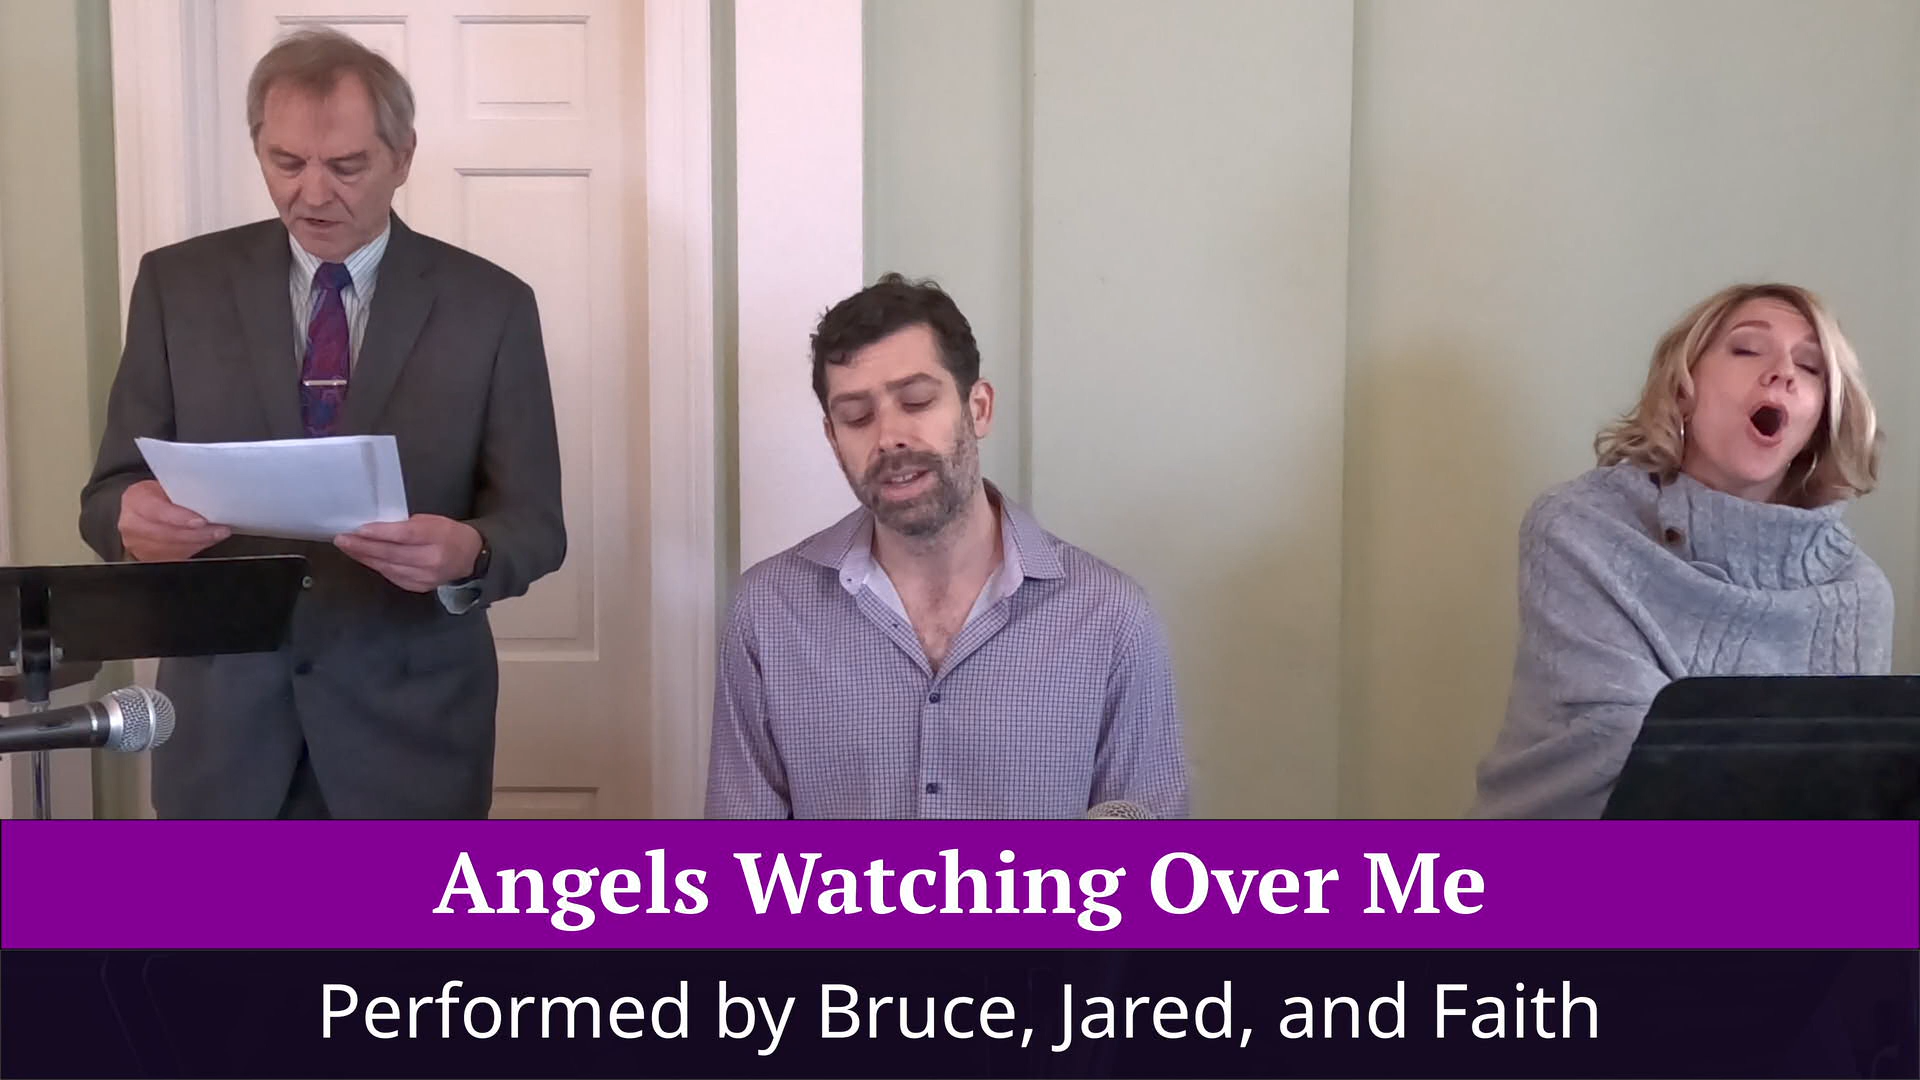 Angels Watching Over Me
Performed by Bruce, Jared, and Faith